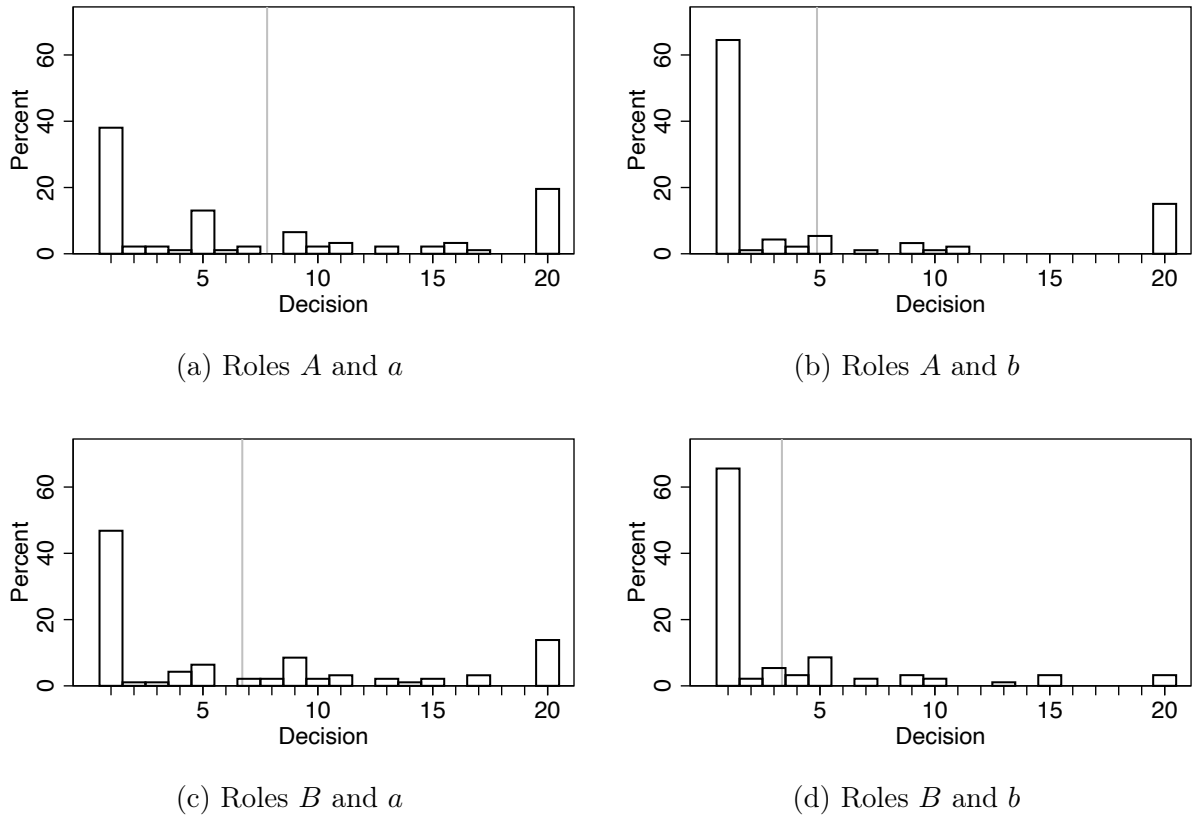 Percent
0 20 40 60
5 10 15 20
Decision
(a) Roles A and a
Percent
0 20 40 60
5 10 15 20
Decision
(b) Roles A and b
Percent
0 20 40 60
5 10 15 20
Decision
(c) Roles B and a
Percent
0 20 40 60
5 10 15 20
Decision
(d) Roles B and b